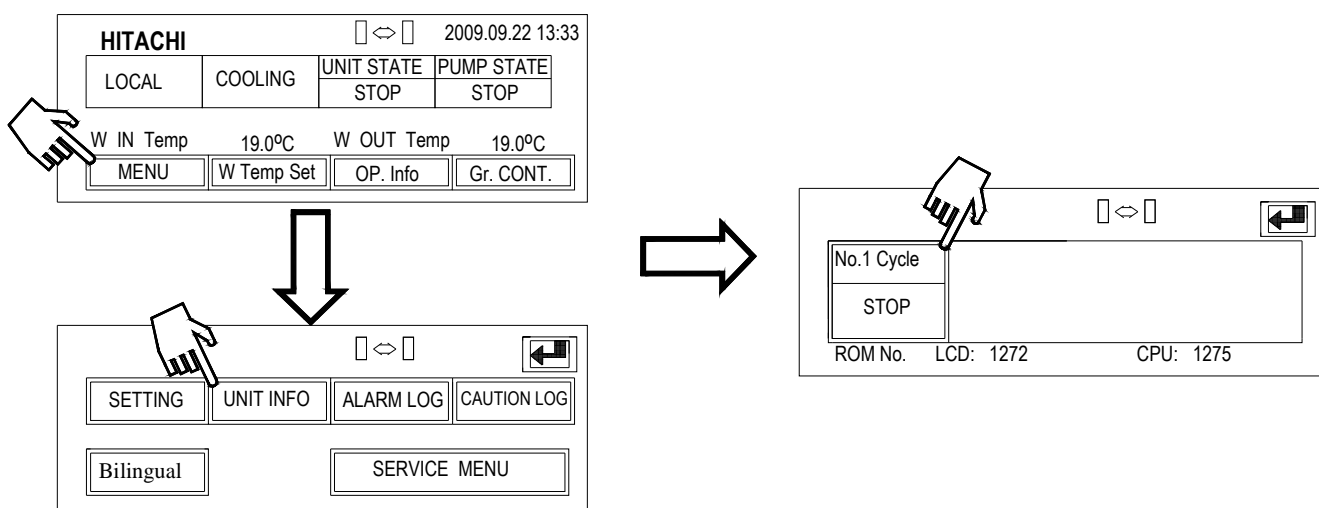 HITACHI 2009.09.22 13:33
LOCAL COOLING UNIT STATE PUMP STATE
STOP STOP
W IN Temp 19.0ºC W OUT Temp 19.0ºC
MENU W Temp Set OP. Info Gr. CONT.
SETTING UNIT INFO ALARM LOG CAUTION LOG
Bilingual SERVICE MENU
No.1 Cycle
STOP
ROM No. LCD: 1272 CPU: 1275